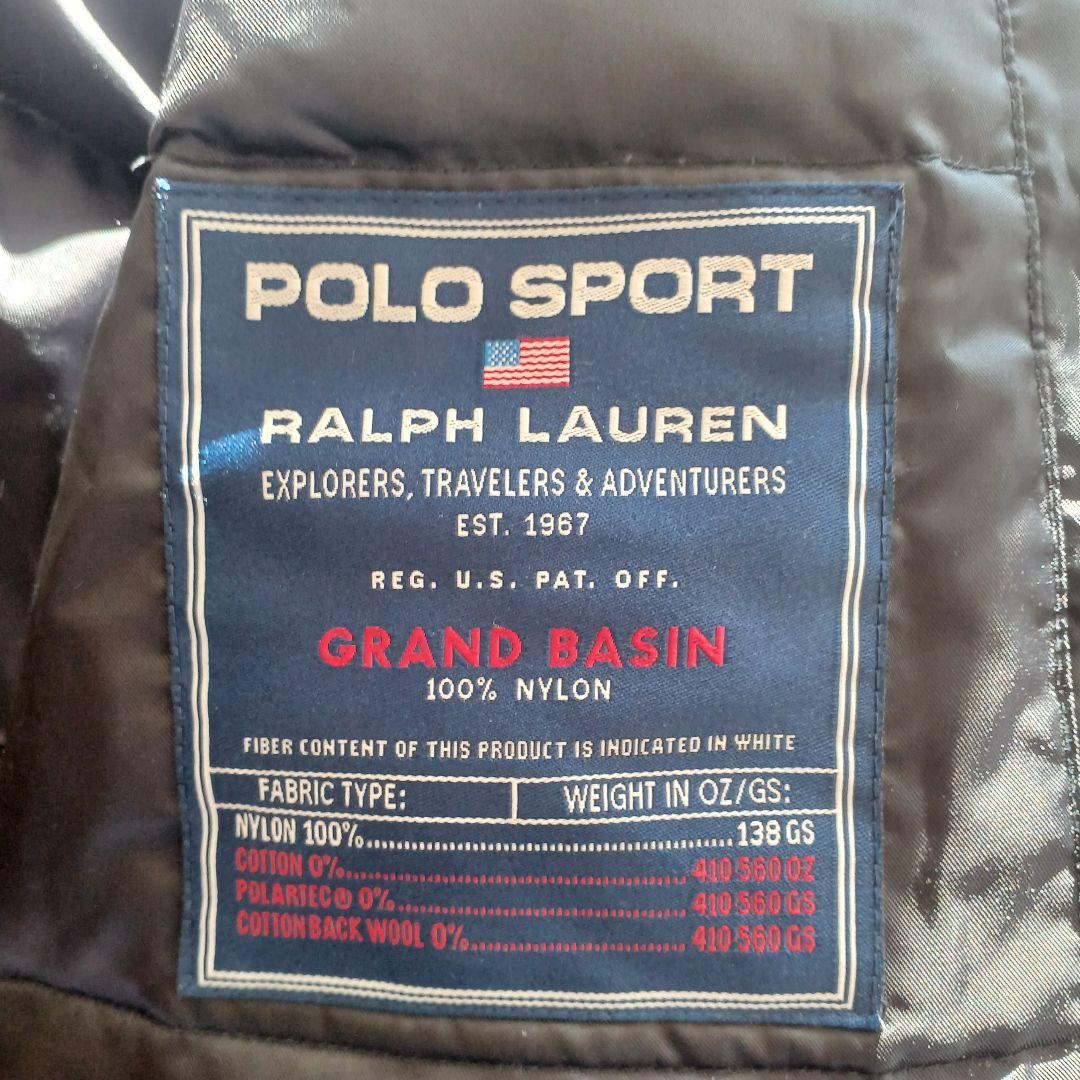 POLO SPORT
RALPH LAUREN
EXPLORERS, TRAVELERS & ADVENTURERS
EST. 1967
REG. U.S. PAT. OFF.
GRAND BASIN
100% NYLON
FIBER CONTENT OF THIS PRODUCT IS INDICATED IN WHITE
FABRIC TYPE: WEIGHT IN OZ/GS:
NYLON 100%................................................138 GS
COTTON 0%................................................410-560 OZ
POLARTEC® 0%................................................410-560 GS
COTTON BACK WOOL 0%....................................410-560 GS